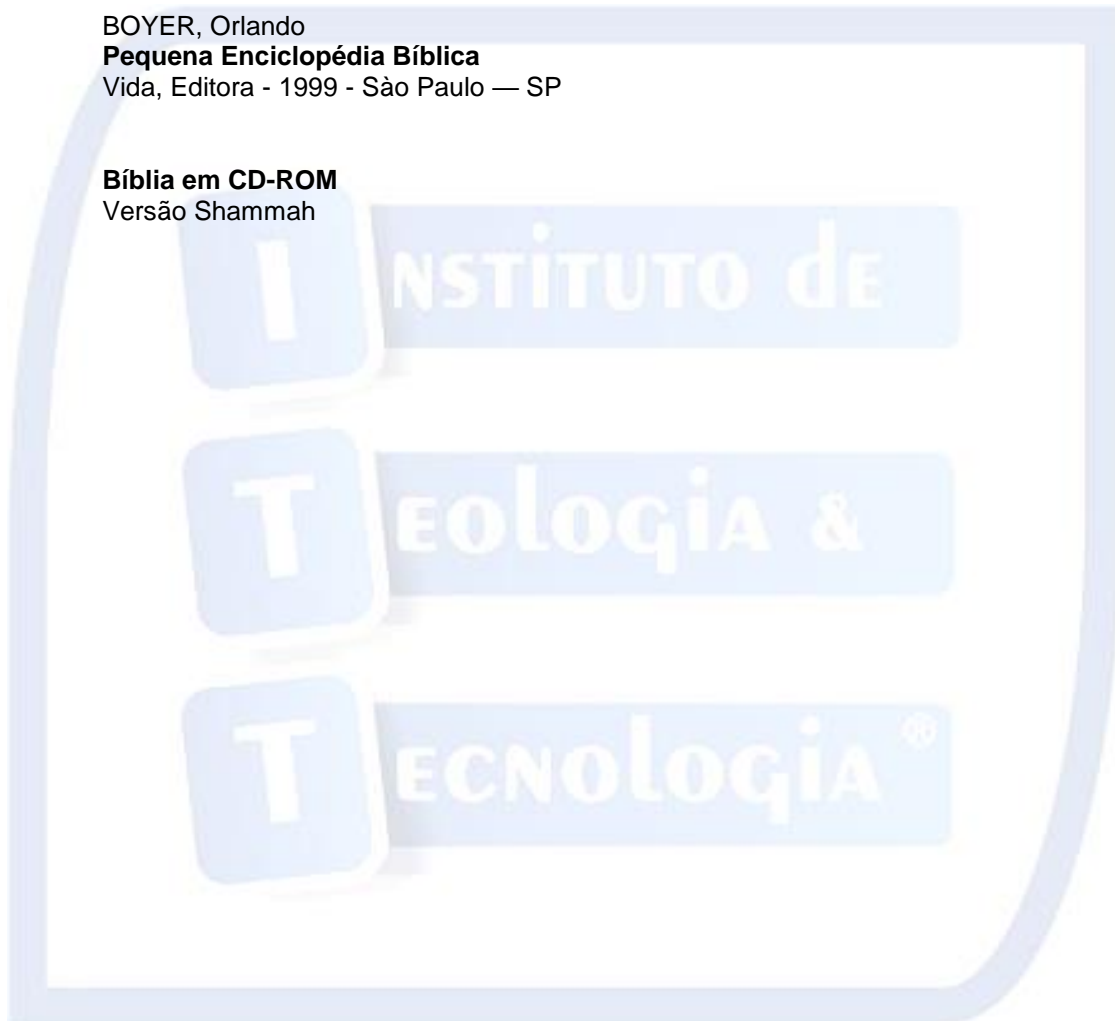 BOYER, Orlando
Pequena Enciclopédia Bíblica
Vida, Editora - 1999 - Sào Paulo — SP
Bíblia em CD-ROM
Versão Shammah
INSTITUTO dE
TEOlOGiA &
TECNOlOGiA ®